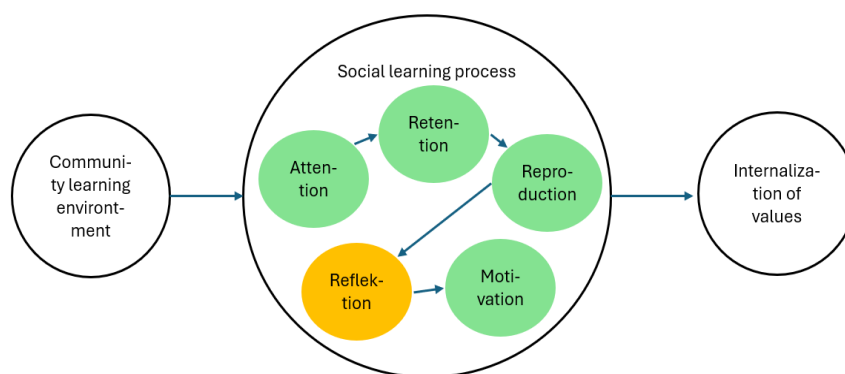 Social learning process
Communi-
ty learning
environt-
ment
Atten-
tion
Reten-
tion
Repro-
duction
Reflek-
tion
Moti-
vation
Internaliza-
tion of
values